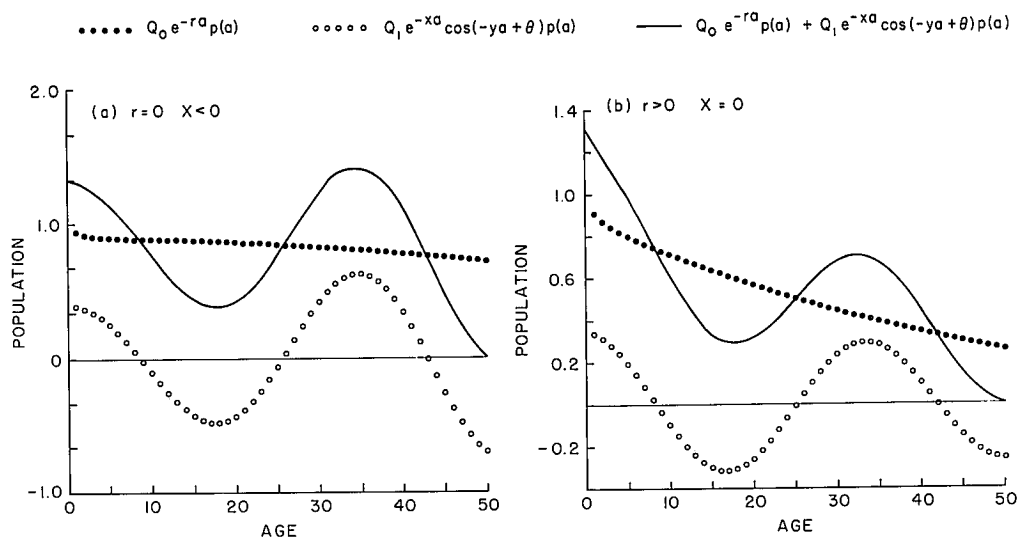 Q₀ e⁻ʳᵃ p(a)
Q₁ e⁻ˣᵃ cos(-ya + θ) p(a)
Q₀ e⁻ʳᵃ p(a) + Q₁ e⁻ˣᵃ cos(-ya + θ) p(a)
(a) r=0 X<0
2.0
1.0
0
-1.0
POPULATION
0 10 20 30 40 50
AGE
(b) r>0 X = 0
1.4
1.0
0.6
0.2
-0.2
POPULATION
0 10 20 30 40 50
AGE